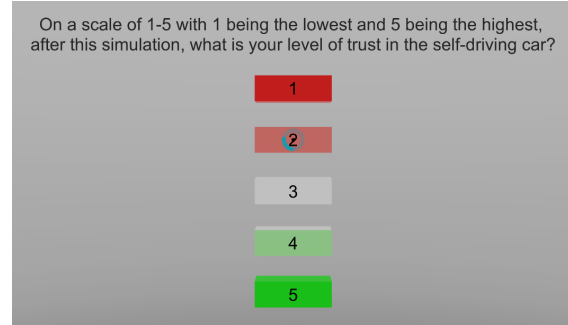 On a scale of 1-5 with 1 being the lowest and 5 being the highest,
after this simulation, what is your level of trust in the self-driving car?
1
2
3
4
5